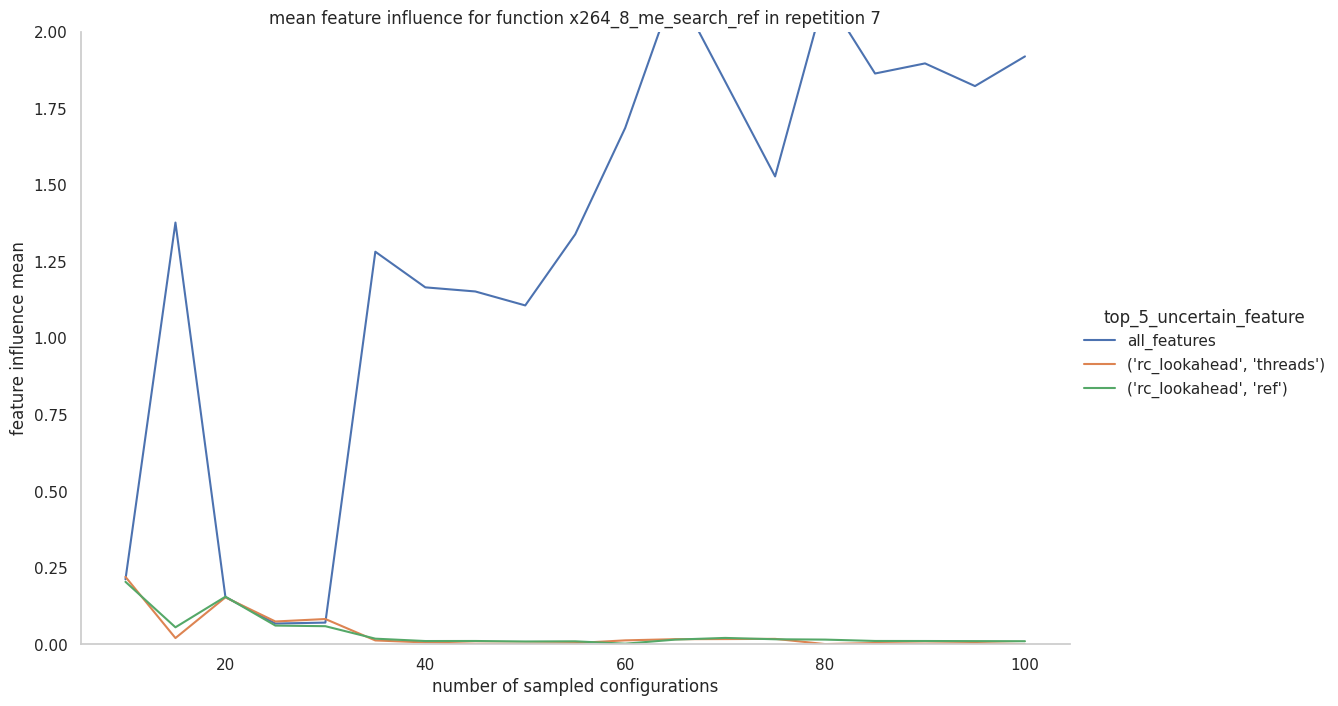 mean feature influence for function x264_8_me_search_ref in repetition 7
2.00
1.75
1.50
1.25
1.00
0.75
0.50
0.25
0.00
feature influence mean
20 40 60 80 100
number of sampled configurations
top_5_uncertain_feature
all_features
('rc_lookahead', 'threads')
('rc_lookahead', 'ref')